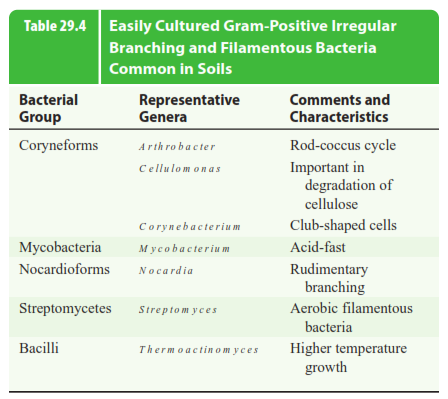 Table 29.4 Easily Cultured Gram-Positive Irregular
Branching and Filamentous Bacteria
Common in Soils
Bacterial Representative Comments and
Group Genera Characteristics
Coryneforms Arthrobacter Rod-coccus cycle
Cellulomonas Important in
degradation of
cellulose
Corynebacterium Club-shaped cells
Mycobacteria Mycobacterium Acid-fast
Nocardioforms Nocardia Rudimentary
branching
Streptomycetes Streptomyces Aerobic filamentous
bacteria
Bacilli Thermoactinomyces Higher temperature
growth